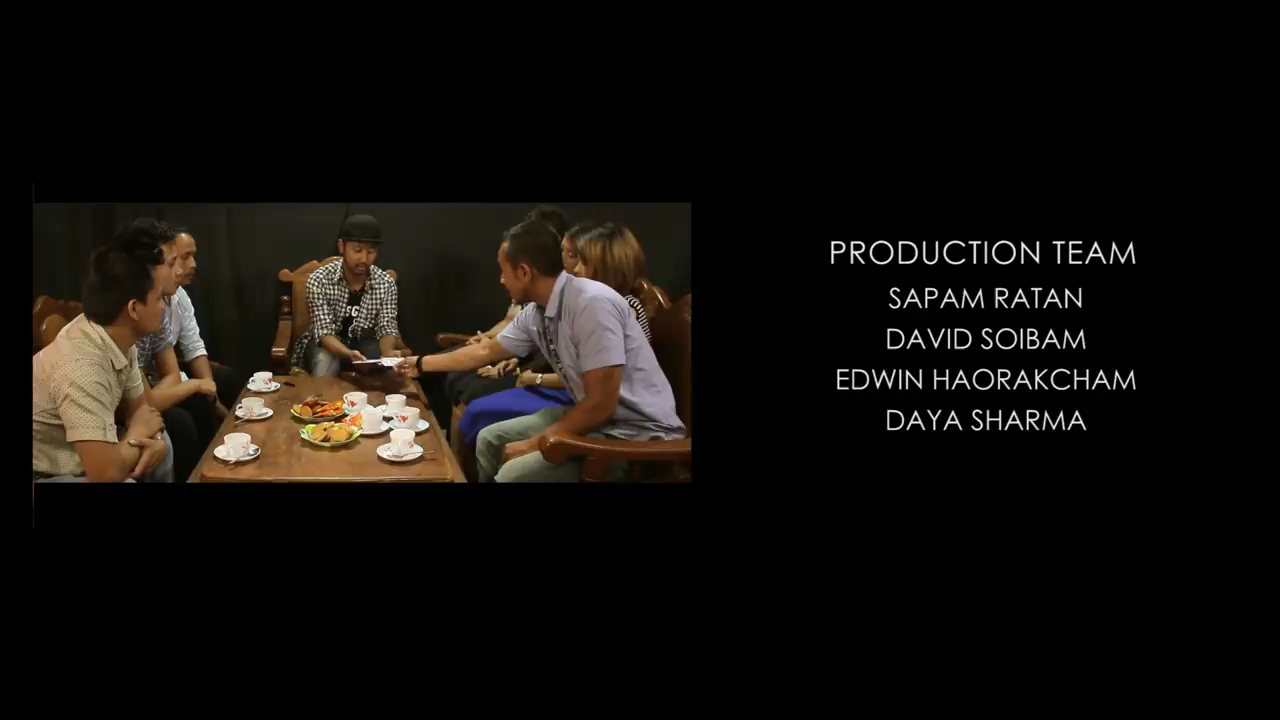 PRODUCTION TEAM
SAPAM RATAN
DAVID SOIBAM
EDWIN HAORAKCHAM
DAYA SHARMA